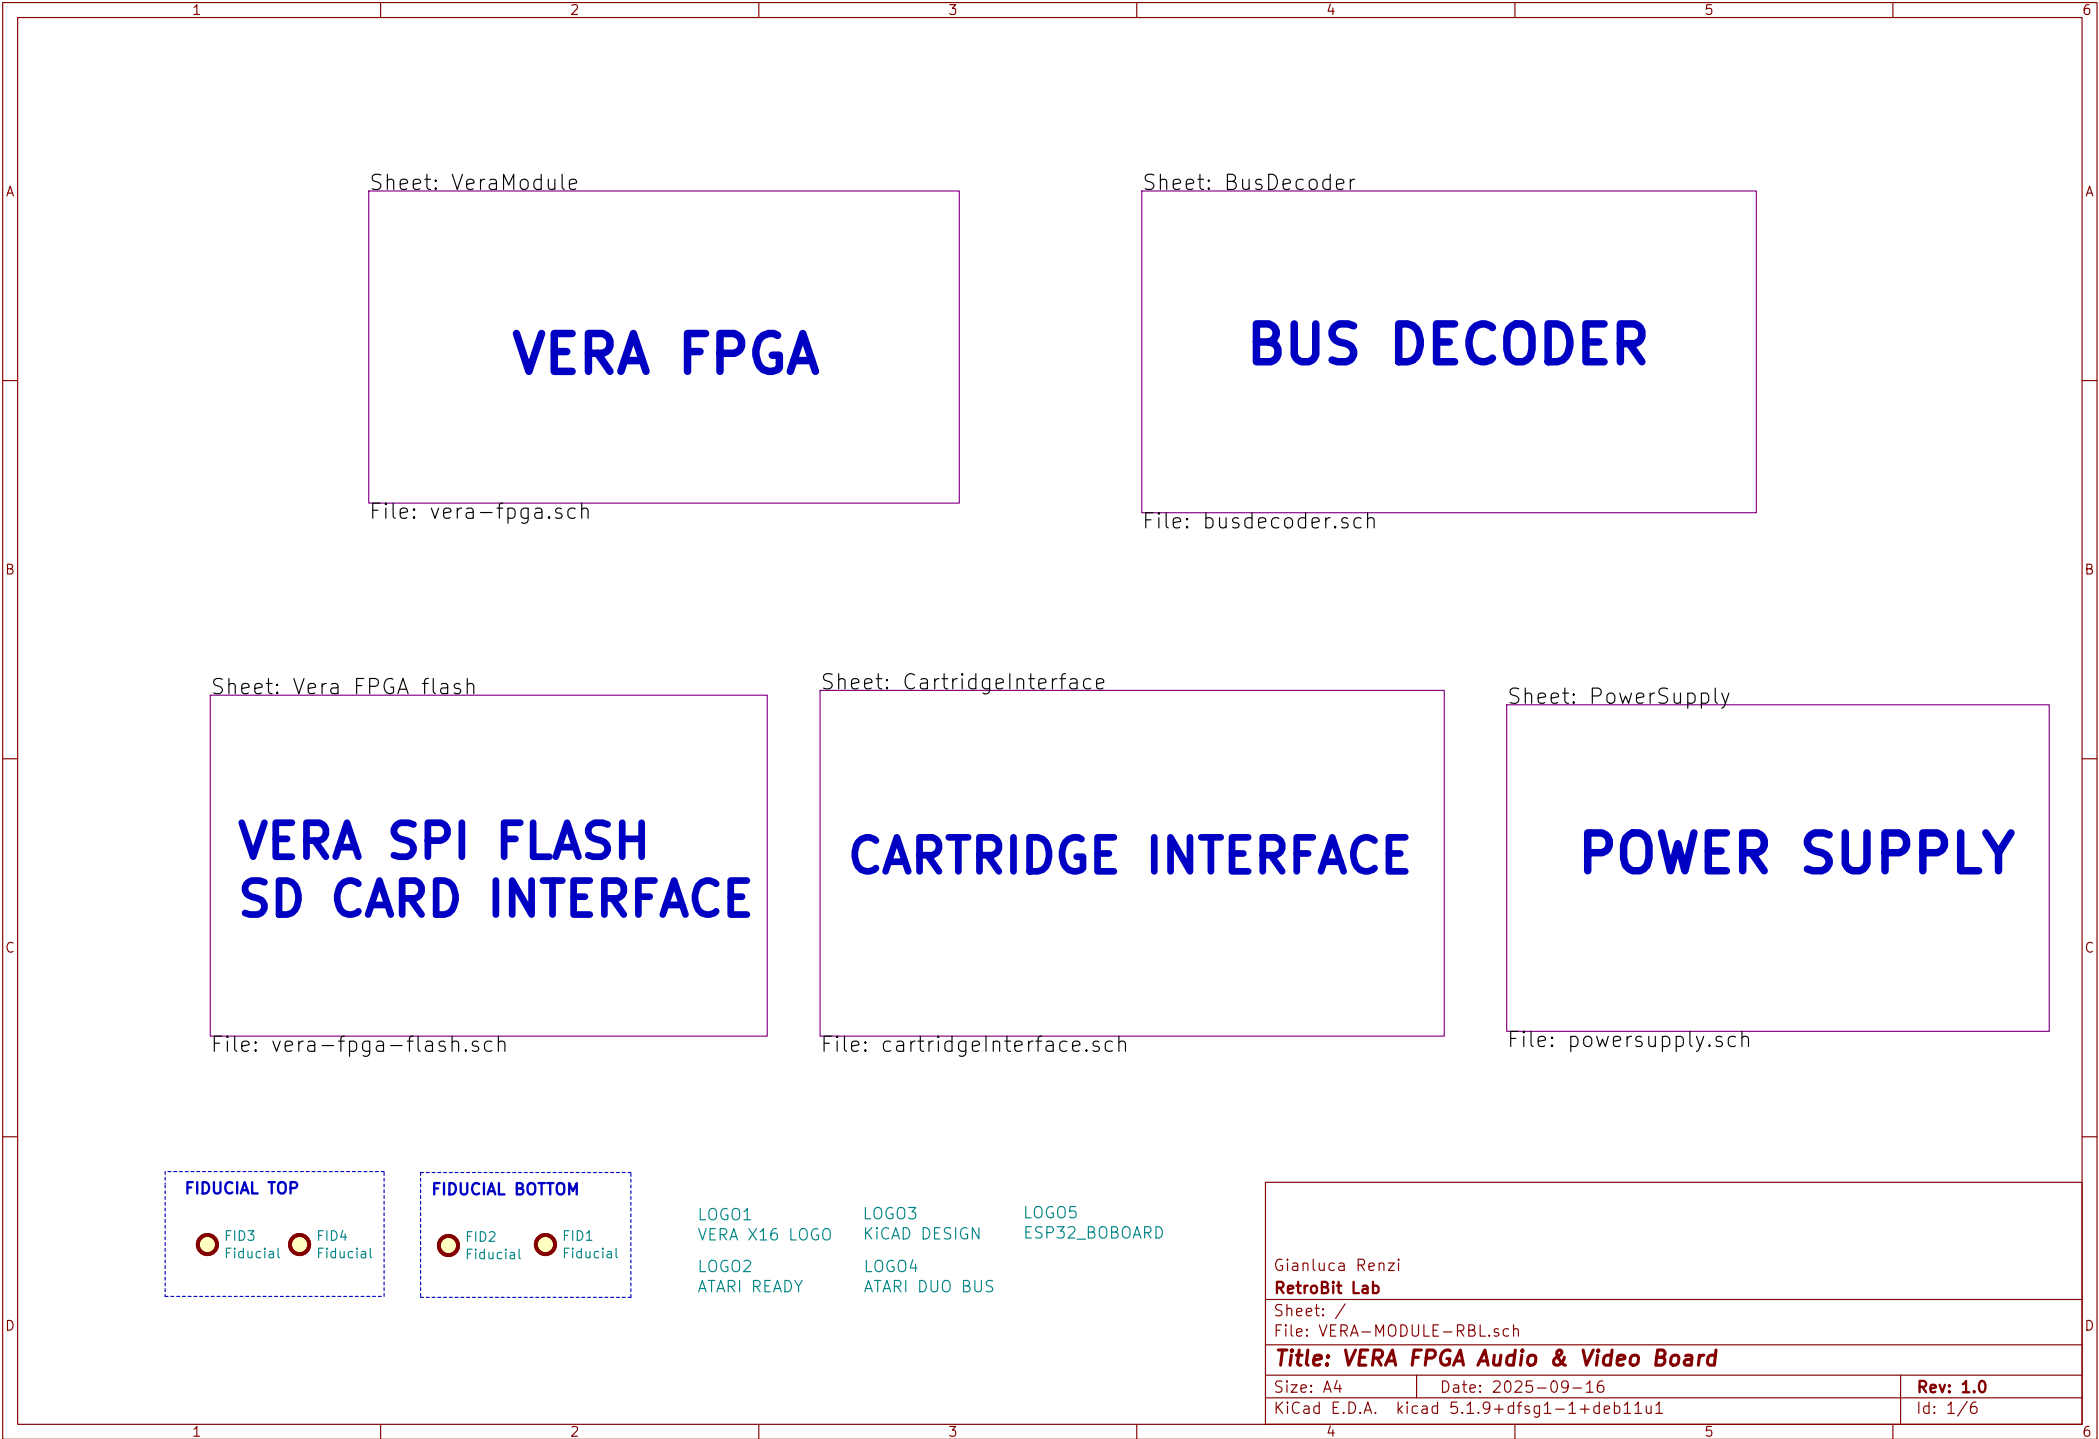 1 2 3 4 5 6
A A
Sheet: VeraModule
VERA FPGA
File: vera-fpga.sch
Sheet: BusDecoder
BUS DECODER
File: busdecoder.sch
B B
Sheet: Vera FPGA flash
VERA SPI FLASH
SD CARD INTERFACE
File: vera-fpga-flash.sch
Sheet: CartridgeInterface
CARTRIDGE INTERFACE
File: cartridgeInterface.sch
Sheet: PowerSupply
POWER SUPPLY
File: powersupply.sch
C C
FIDUCIAL TOP
FID3
Fiducial
FID4
Fiducial
FIDUCIAL BOTTOM
FID2
Fiducial
FID1
Fiducial
LOGO1
VERA X16 LOGO
LOGO2
ATARI READY
LOGO3
KiCAD DESIGN
LOGO4
ATARI DUO BUS
LOGO5
ESP32_BOBOARD
D D
Gianluca Renzi
RetroBit Lab
Sheet: /
File: VERA-MODULE-RBL.sch
Title: VERA FPGA Audio & Video Board
Size: A4 Date: 2025-09-16 Rev: 1.0
KiCad E.D.A. kicad 5.1.9+dfsg1-1+deb11u1 Id: 1/6
1 2 3 4 5 6